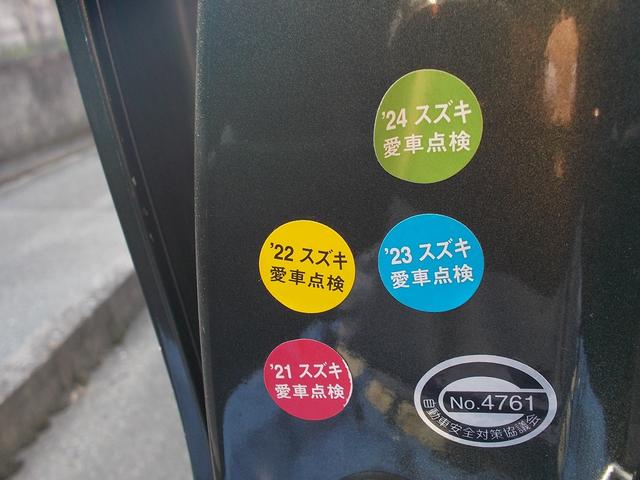 '24 スズキ
愛車点検
'22 スズキ
愛車点検
'23 スズキ
愛車点検
'21 スズキ
愛車点検
No.4761
自動車安全対策協議会